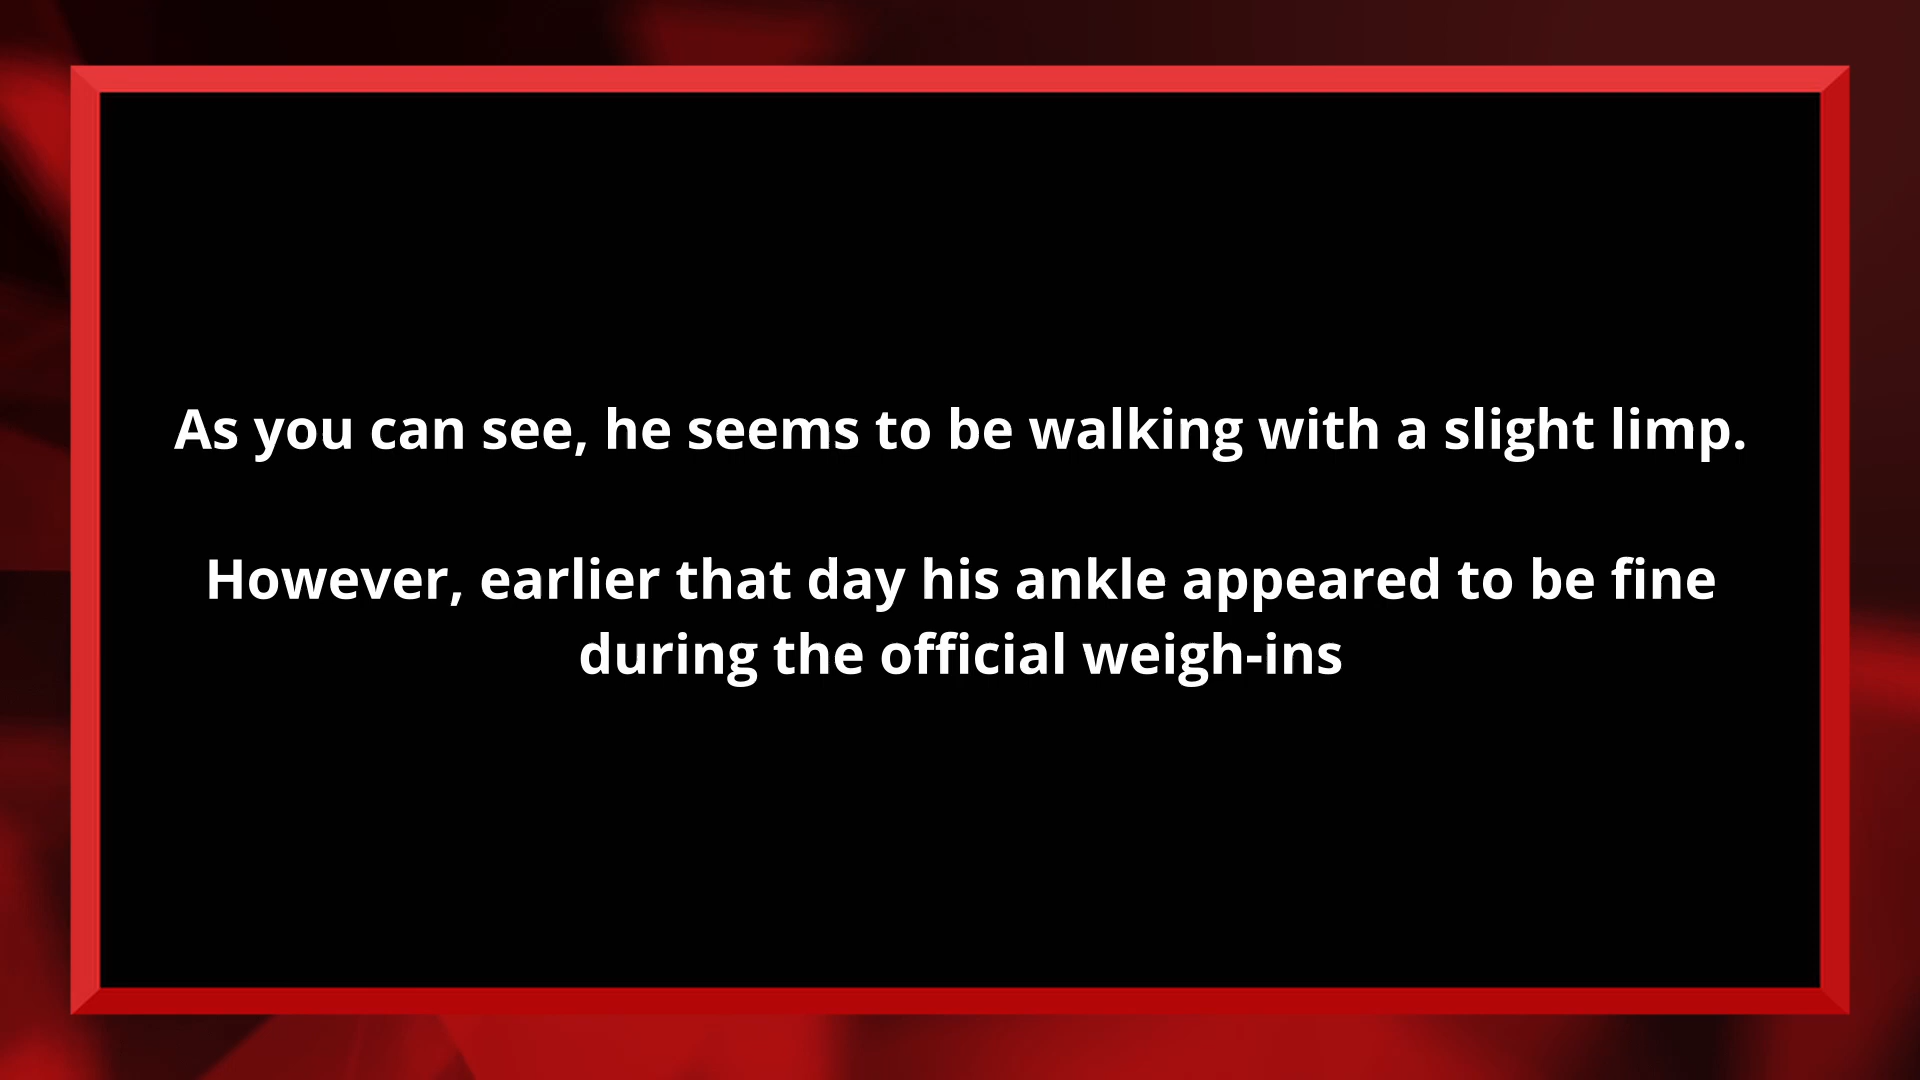 As you can see, he seems to be walking with a slight limp.
However, earlier that day his ankle appeared to be fine
during the official weigh-ins